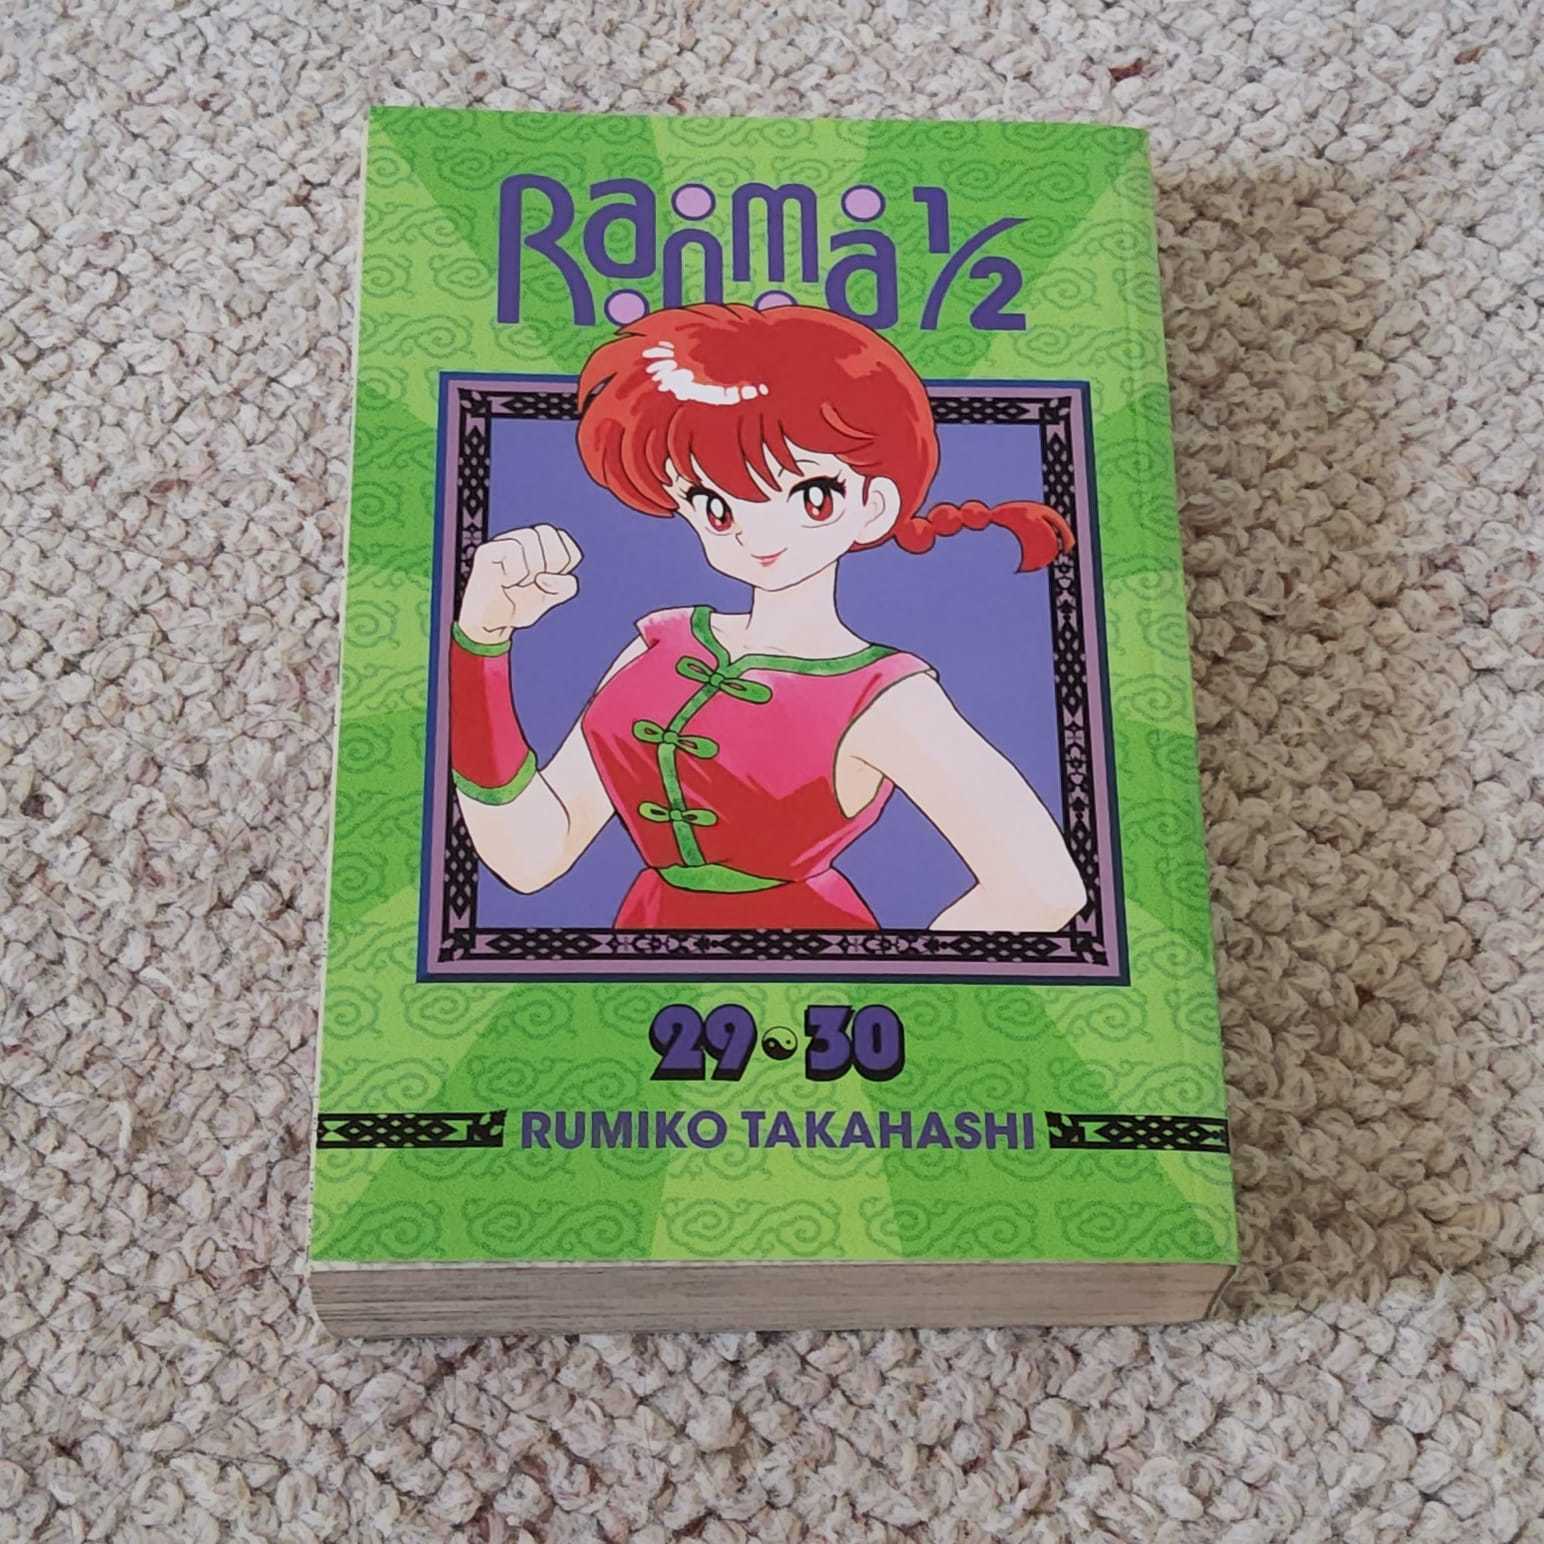 Ranma 1/2
29 • 30
RUMIKO TAKAHASHI